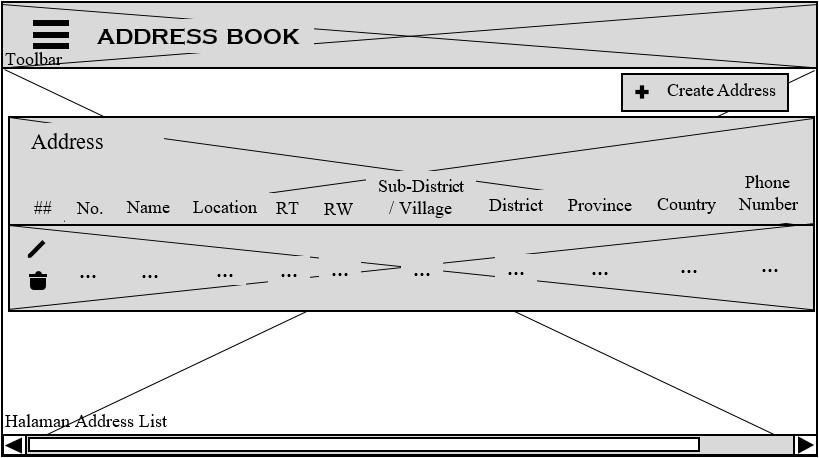 ADDRESS BOOK
Toolbar
Create Address
Address
## No. Name Location RT RW Sub-District / Village District Province Country Phone Number
... ... ... ... ... ... ... ... ... ...
Halaman Address List